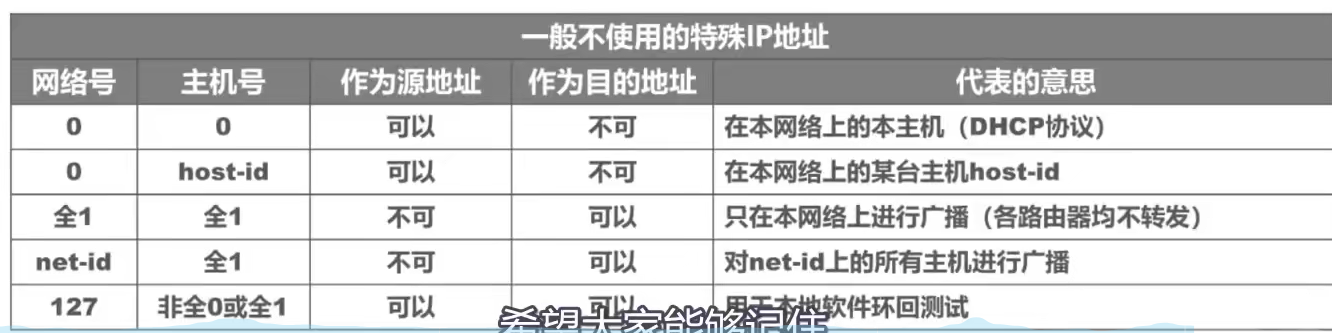 一般不使用的特殊IP地址
网络号 主机号 作为源地址 作为目的地址 代表的意思
0 0 可以 不可 在本网络上的本主机（DHCP协议）
0 host-id 可以 不可 在本网络上的某台主机host-id
全1 全1 不可 可以 只在本网络上进行广播（各路由器均不转发）
net-id 全1 不可 可以 对net-id上的所有主机进行广播
127 非全0或全1 可以 可以 用于本地软件环回测试
希望大家能够记住